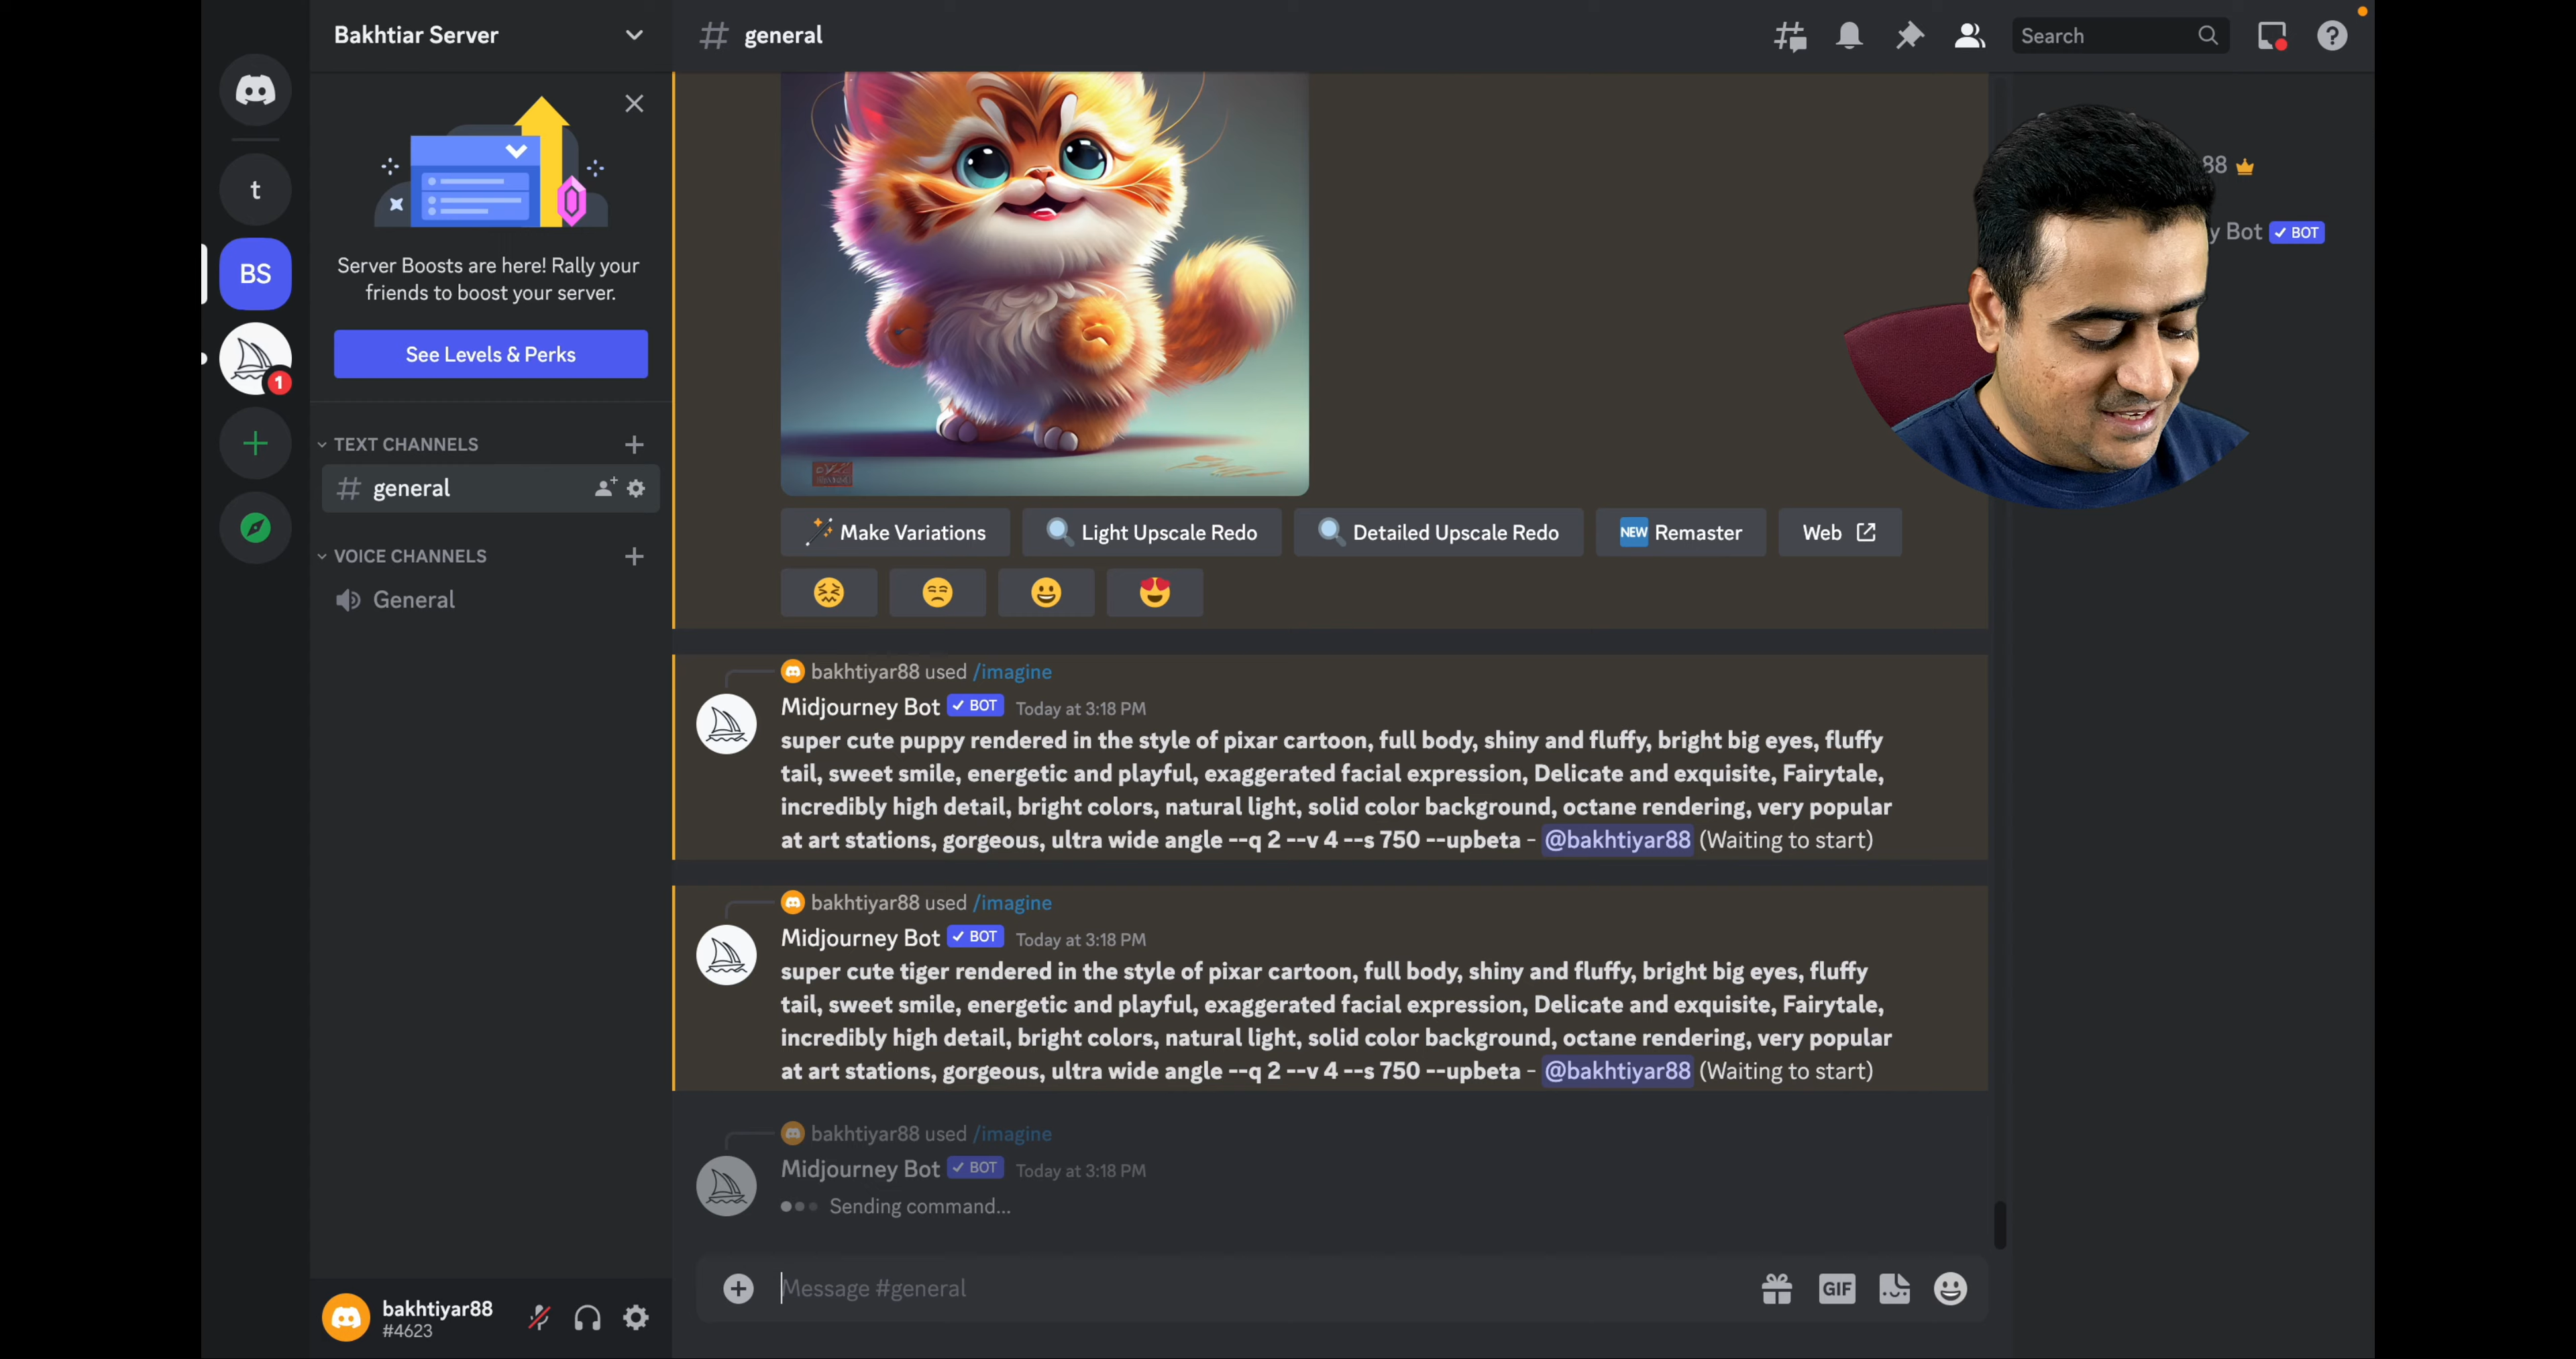 Bakhtiar Server
general
Search
t
BS
1
Server Boosts are here! Rally your
friends to boost your server.
See Levels & Perks
TEXT CHANNELS
general
VOICE CHANNELS
General
88
y Bot BOT
Make Variations
Light Upscale Redo
Detailed Upscale Redo
NEW Remaster
Web
bakhtiyar88 used /imagine
Midjourney Bot BOT Today at 3:18 PM
super cute puppy rendered in the style of pixar cartoon, full body, shiny and fluffy, bright big eyes, fluffy
tail, sweet smile, energetic and playful, exaggerated facial expression, Delicate and exquisite, Fairytale,
incredibly high detail, bright colors, natural light, solid color background, octane rendering, very popular
at art stations, gorgeous, ultra wide angle --q 2 --v 4 --s 750 --upbeta - @bakhtiyar88 (Waiting to start)
bakhtiyar88 used /imagine
Midjourney Bot BOT Today at 3:18 PM
super cute tiger rendered in the style of pixar cartoon, full body, shiny and fluffy, bright big eyes, fluffy
tail, sweet smile, energetic and playful, exaggerated facial expression, Delicate and exquisite, Fairytale,
incredibly high detail, bright colors, natural light, solid color background, octane rendering, very popular
at art stations, gorgeous, ultra wide angle --q 2 --v 4 --s 750 --upbeta - @bakhtiyar88 (Waiting to start)
bakhtiyar88 used /imagine
Midjourney Bot BOT Today at 3:18 PM
Sending command...
Message #general
GIF
bakhtiyar88
#4623